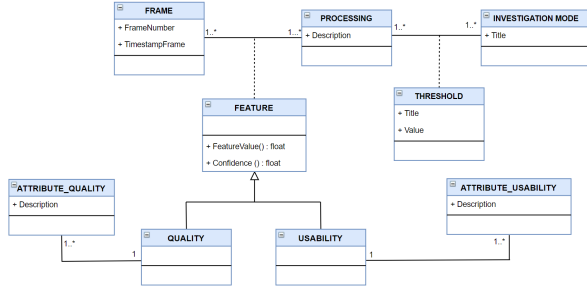 FRAME
+ FrameNumber
+ TimestampFrame
1..*
1...*
PROCESSING
+ Description
1..*
1..*
INVESTIGATION MODE
+ Title
THRESHOLD
+ Title
+ Value
FEATURE
+ FeatureValue() : float
+ Confidence () : float
ATTRIBUTE_QUALITY
+ Description
1..*
1
QUALITY
USABILITY
1
1..*
ATTRIBUTE_USABILITY
+ Description